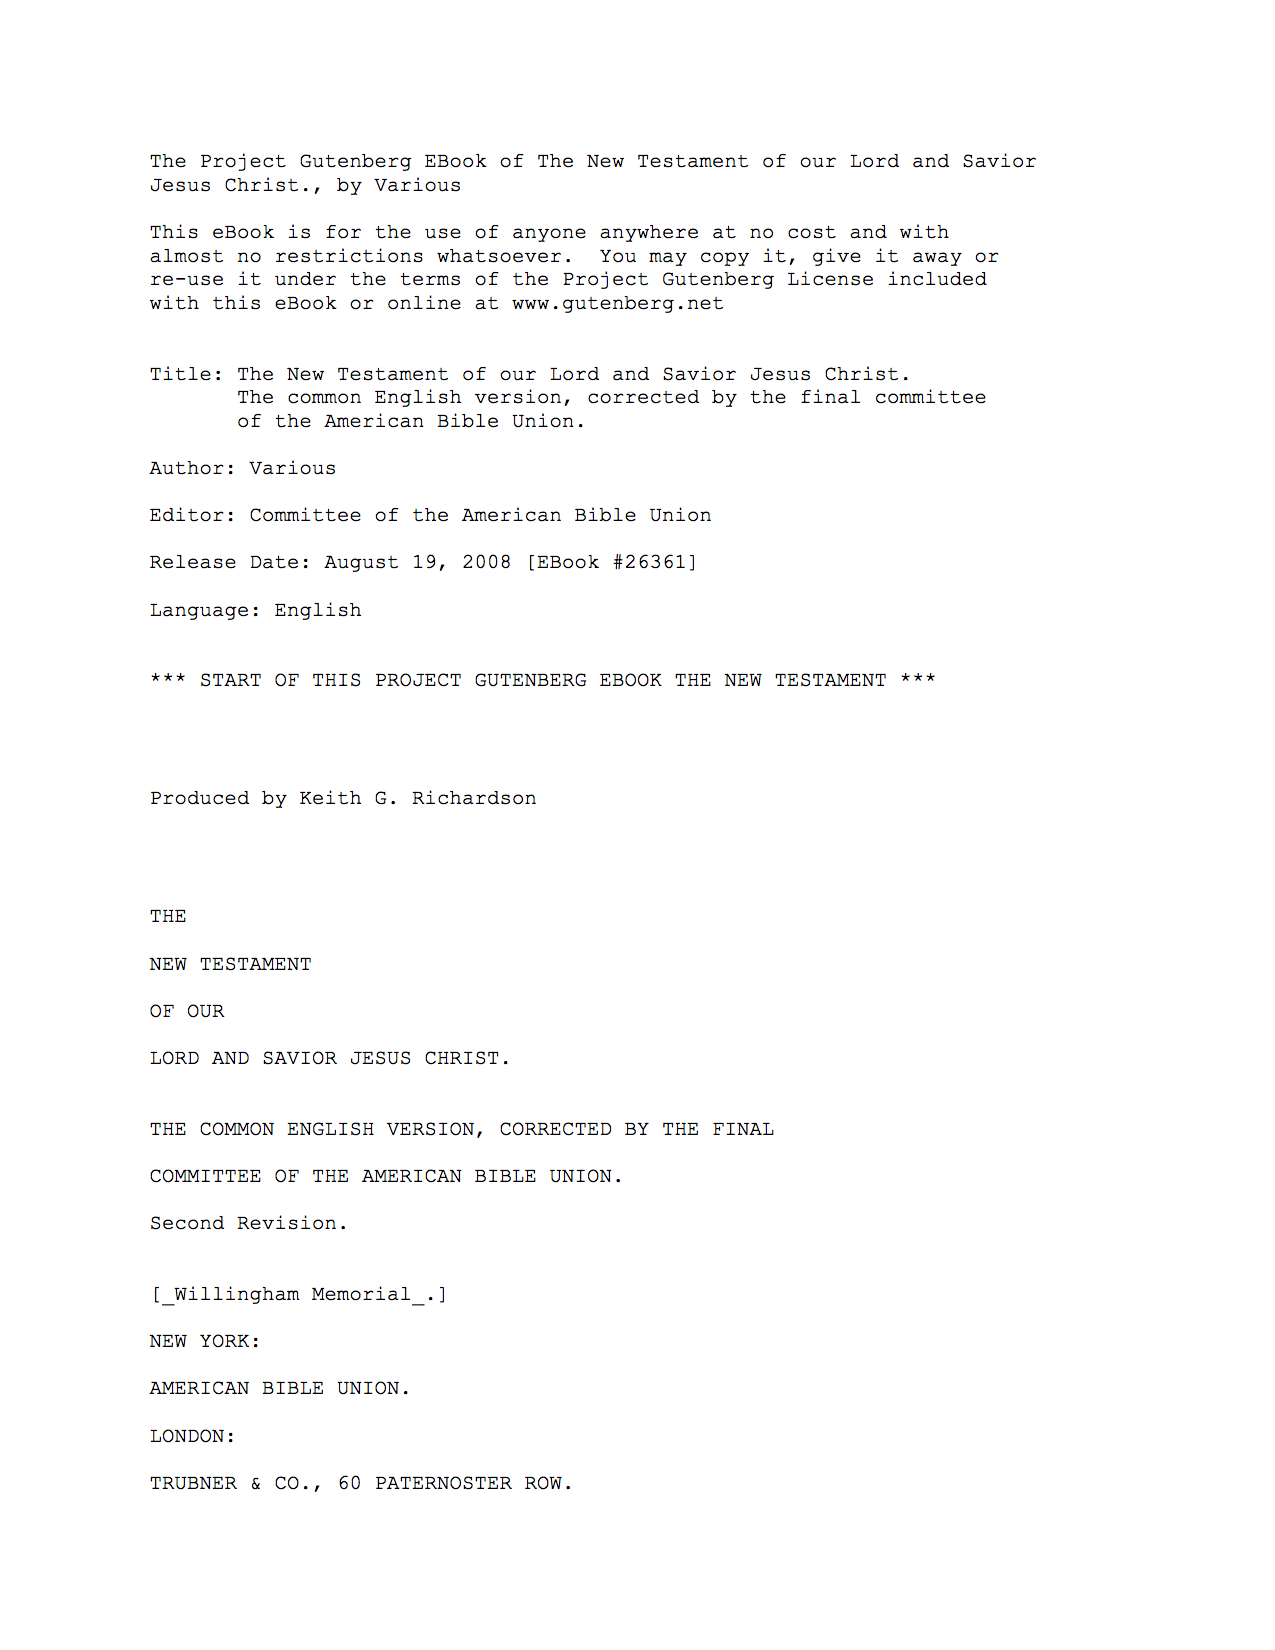 The Project Gutenberg EBook of The New Testament of our Lord and Savior
Jesus Christ., by Various
This eBook is for the use of anyone anywhere at no cost and with
almost no restrictions whatsoever.  You may copy it, give it away or
re-use it under the terms of the Project Gutenberg License included
with this eBook or online at www.gutenberg.net
Title: The New Testament of our Lord and Savior Jesus Christ.
The common English version, corrected by the final committee
of the American Bible Union.
Author: Various
Editor: Committee of the American Bible Union
Release Date: August 19, 2008 [EBook #26361]
Language: English
*** START OF THIS PROJECT GUTENBERG EBOOK THE NEW TESTAMENT ***
Produced by Keith G. Richardson
THE
NEW TESTAMENT
OF OUR
LORD AND SAVIOR JESUS CHRIST.
THE COMMON ENGLISH VERSION, CORRECTED BY THE FINAL
COMMITTEE OF THE AMERICAN BIBLE UNION.
Second Revision.
[_Willingham Memorial_.]
NEW YORK:
AMERICAN BIBLE UNION.
LONDON:
TRUBNER & CO., 60 PATERNOSTER ROW.